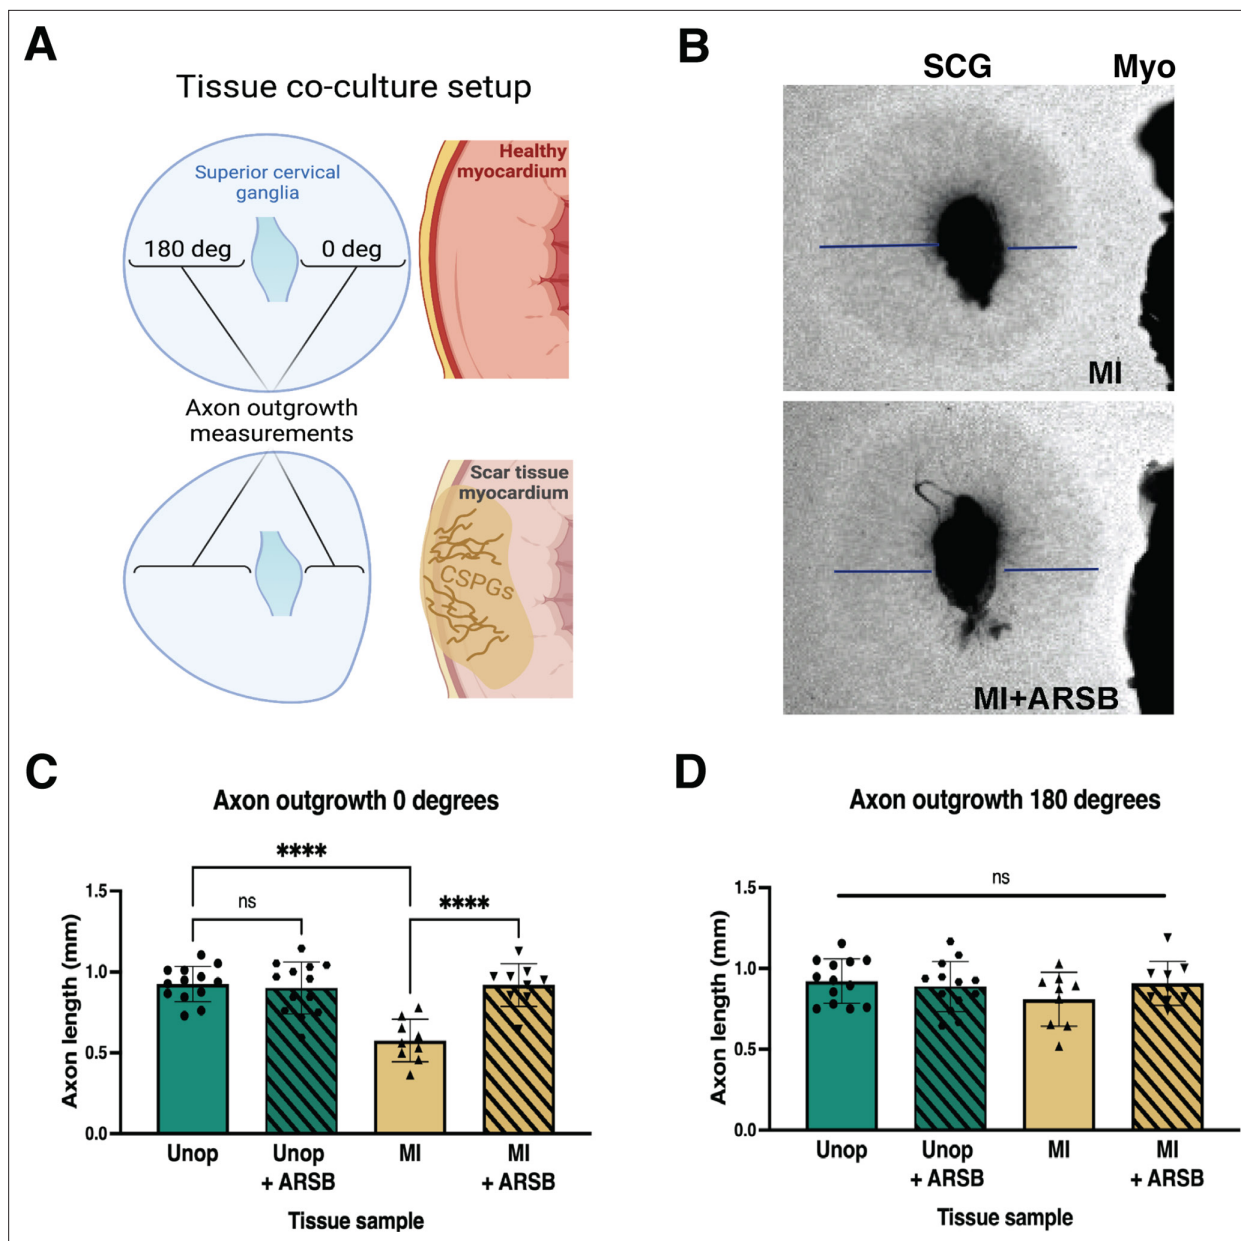 A
Tissue co-culture setup
Superior cervical
ganglia
180 deg
0 deg
Healthy
myocardium
Axon outgrowth
measurements
Scar tissue
myocardium
CSPGs
B
SCG
Myo
MI
MI+ARSB
C
Axon outgrowth 0 degrees
****
ns
****
Axon length (mm)
1.5
1.0
0.5
0.0
Unop
Unop
+ ARSB
MI
MI
+ ARSB
Tissue sample
D
Axon outgrowth 180 degrees
ns
Axon length (mm)
1.5
1.0
0.5
0.0
Unop
Unop
+ ARSB
MI
MI
+ ARSB
Tissue sample